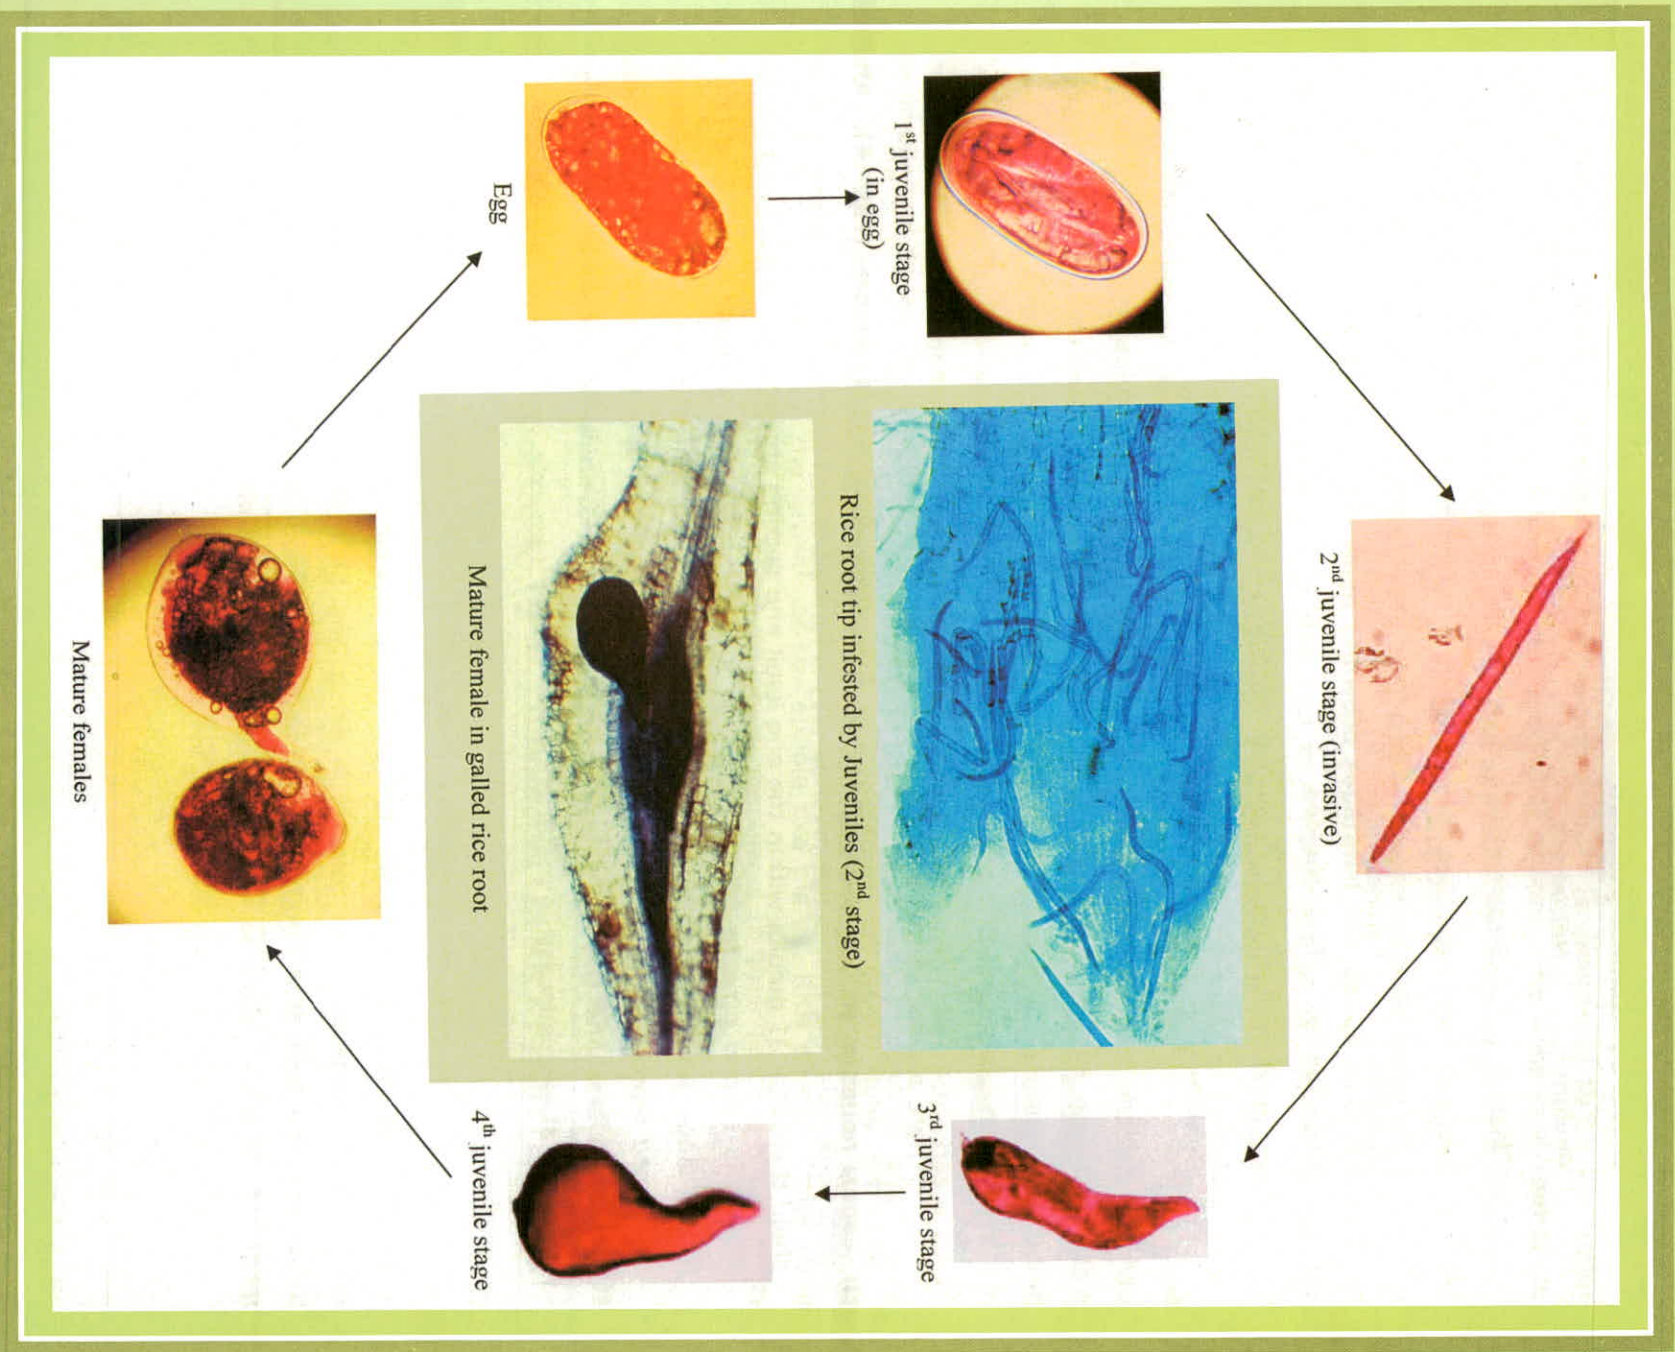 2nd juvenile stage (invasive)
1st juvenile stage
(in egg)
3rd juvenile stage
Rice root tip infested by Juveniles (2nd stage)
Egg
Mature female in galled rice root
4th juvenile stage
Mature females